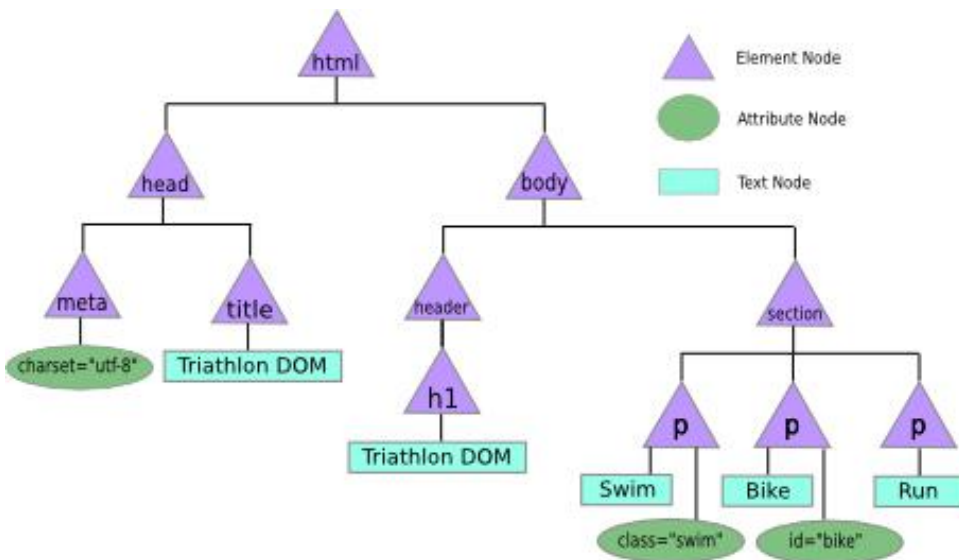 html
Element Node
Attribute Node
head
body
Text Node
meta
title
header
section
charset="utf-8"
Triathlon DOM
h1
p
p
p
Triathlon DOM
Swim
Bike
Run
class="swim"
id="bike"